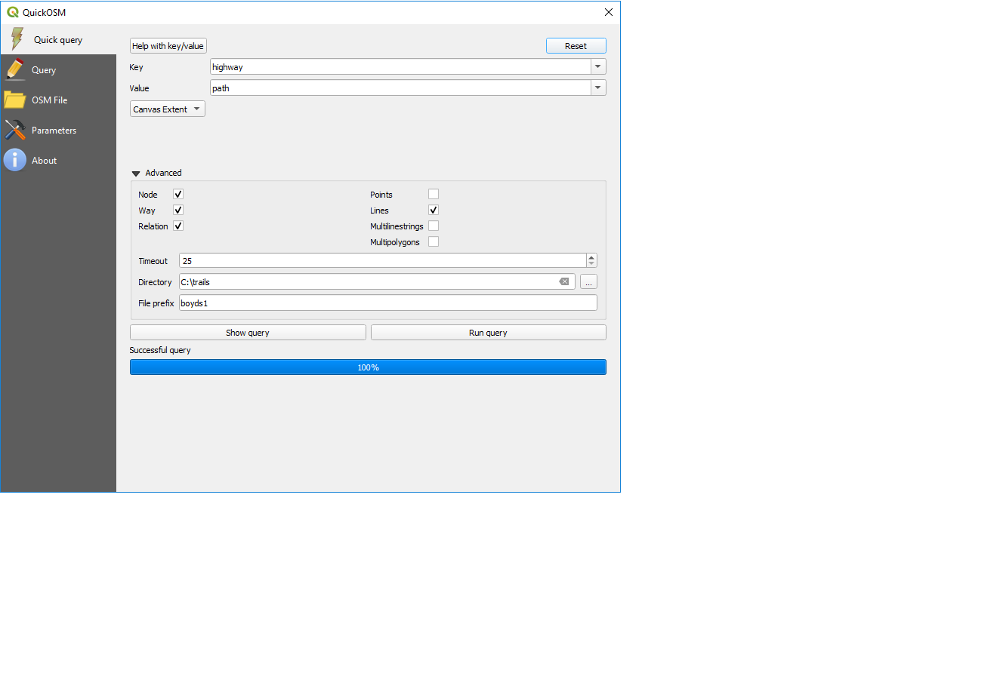 QuickOSM
Quick query
Query
OSM File
Parameters
About
Help with key/value
Reset
Key
highway
Value
path
Canvas Extent
Advanced
Node
Points
Way
Lines
Relation
Multilinestrings
Multipolygons
Timeout
25
Directory
C:\trails
...
File prefix
boyds1
Show query
Run query
Successful query
100%